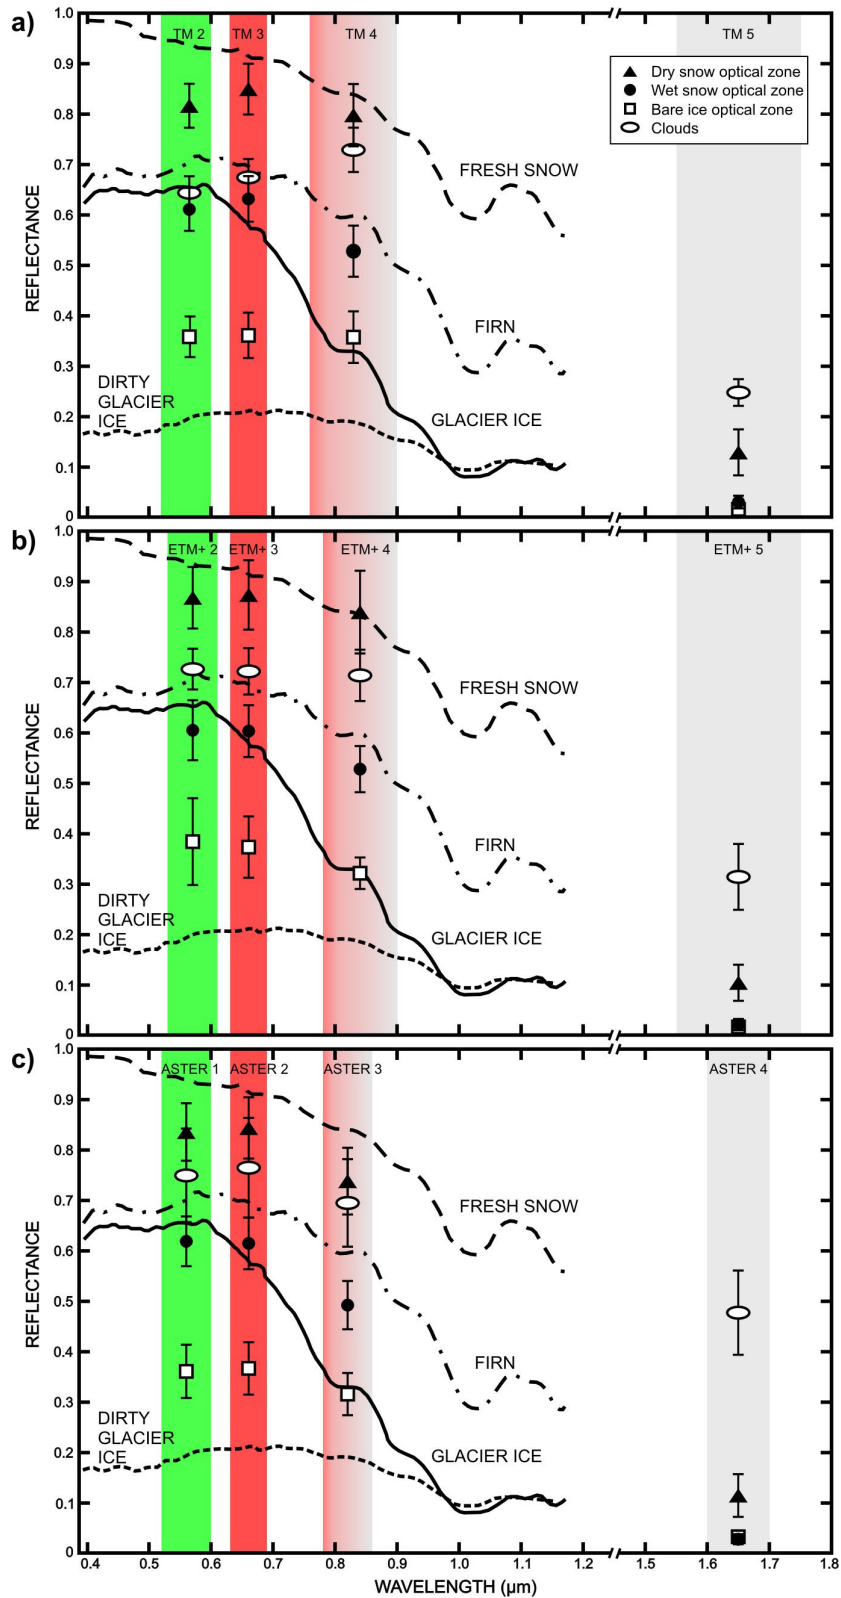 a)
TM 2 TM 3 TM 4 TM 5
Dry snow optical zone
Wet snow optical zone
Bare ice optical zone
Clouds
REFLECTANCE
1.0
0.9
0.8
0.7
0.6
0.5
0.4
0.3
0.2
0.1
0
FRESH SNOW
FIRN
GLACIER ICE
DIRTY
GLACIER
ICE
b)
ETM+ 2 ETM+ 3 ETM+ 4 ETM+ 5
REFLECTANCE
1.0
0.9
0.8
0.7
0.6
0.5
0.4
0.3
0.2
0.1
0
FRESH SNOW
FIRN
GLACIER ICE
DIRTY
GLACIER
ICE
c)
ASTER 1 ASTER 2 ASTER 3 ASTER 4
REFLECTANCE
1.0
0.9
0.8
0.7
0.6
0.5
0.4
0.3
0.2
0.1
0
FRESH SNOW
FIRN
GLACIER ICE
DIRTY
GLACIER
ICE
0.4 0.5 0.6 0.7 0.8 0.9 1.0 1.1 1.2 1.5 1.6 1.7 1.8
WAVELENGTH (µm)